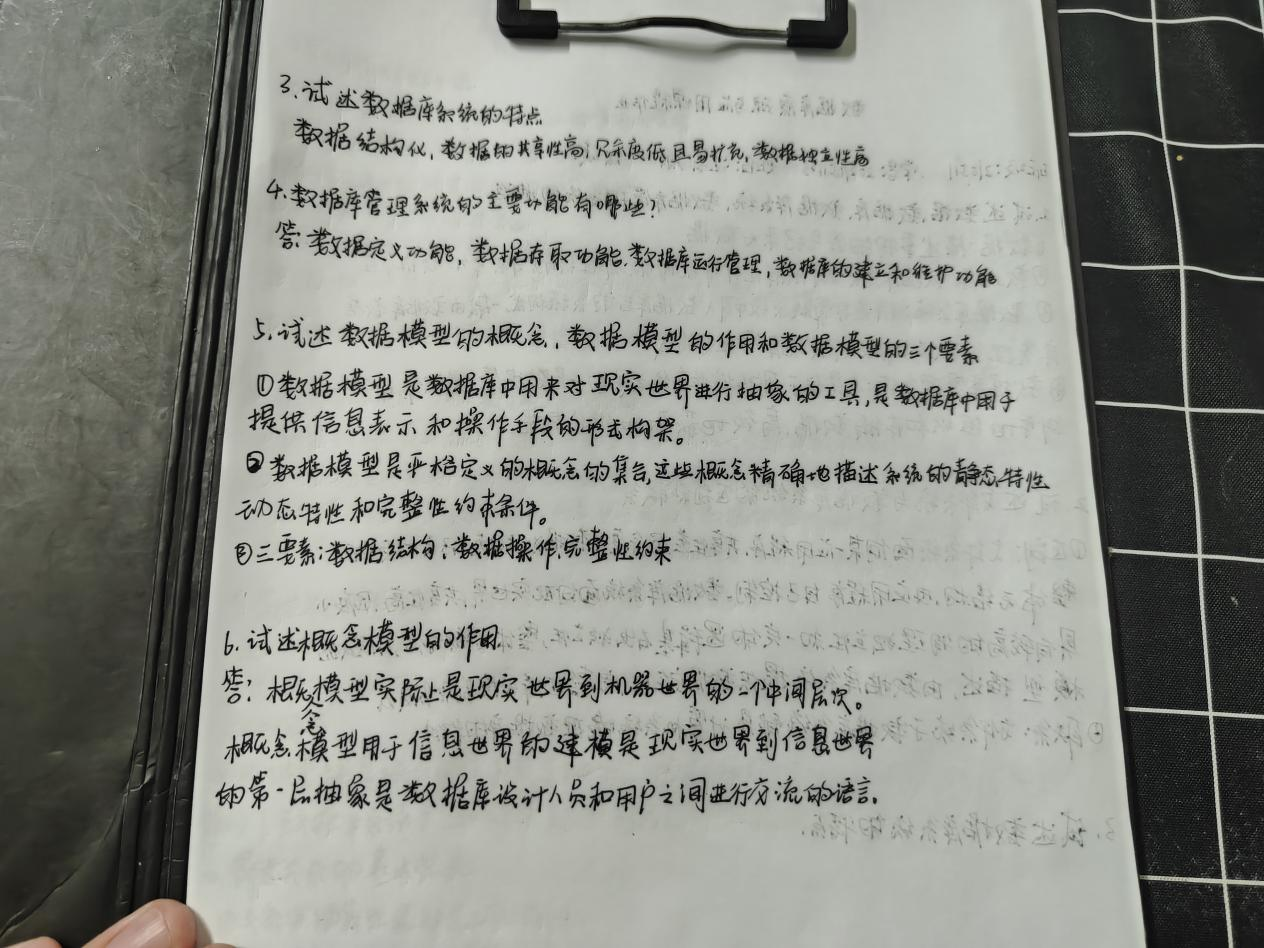 3.试述数据库系统的特点
数据结构化，数据的共享性高，冗余度低且易扩充，数据独立性高
4.数据库管理系统的主要功能有哪些？
答：数据定义功能，数据存取功能，数据库运行管理，数据库的建立和维护功能
5.试述数据模型的概念，数据模型的作用和数据模型的三个要素
①数据模型是数据库中用来对现实世界进行抽象的工具，是数据库中用于
提供信息表示和操作手段的形式构架。
②数据模型是严格定义的概念的集合，这些概念精确地描述系统的静态特性
动态特性和完整性约束条件。
③三要素：数据结构；数据操作，完整性约束
6.试述概念模型的作用
答：概念模型实际上是现实世界到机器世界的一个中间层次。
概念模型用于信息世界的建模是现实世界到信息世界
的第一层抽象是数据库设计人员和用户之间进行交流的语言。